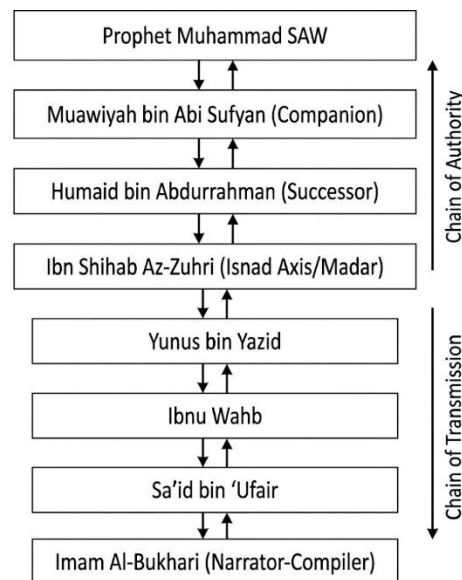 Prophet Muhammad SAW
Muawiyah bin Abi Sufyan (Companion)
Humaid bin Abdurrahman (Successor)
Ibn Shihab Az-Zuhri (Isnad Axis/Madar)
Yunus bin Yazid
Ibnu Wahb
Sa'id bin ‘Ufair
Imam Al-Bukhari (Narrator-Compiler)
Chain of Authority
Chain of Transmission